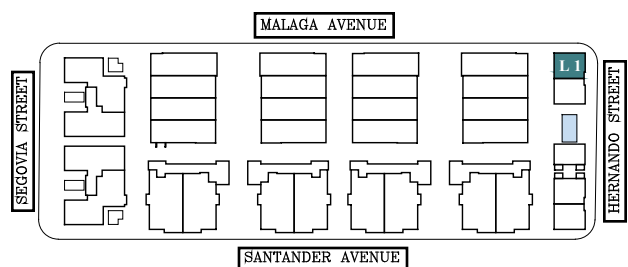 MALAGA AVENUE
SEGOVIA STREET
L 1
HERNANDO STREET
SANTANDER AVENUE